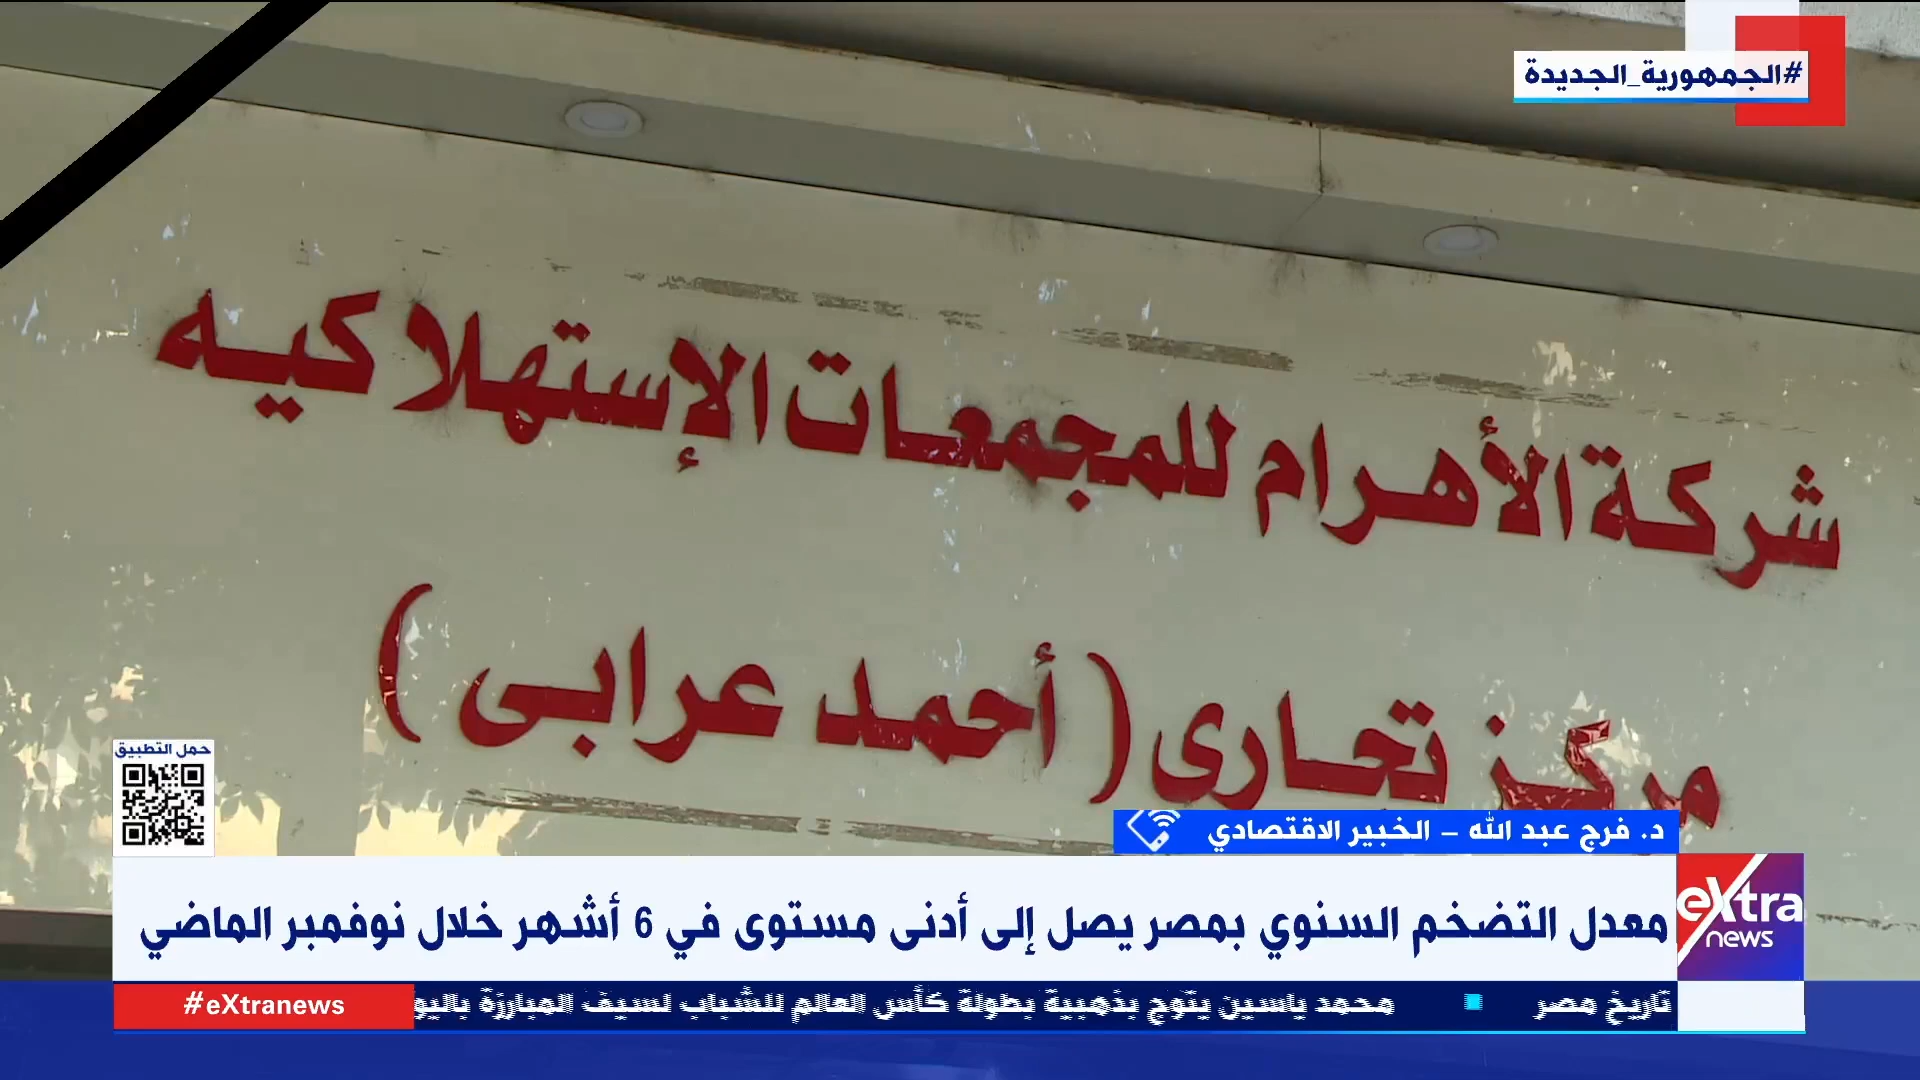 #الجمهورية_الجديدة
شركة الأهرام للمجمعات الإستهلاكيه
مركز تجارى ( أحمد عرابى )
حمل التطبيق
د. فرج عبد الله - الخبير الاقتصادي
معدل التضخم السنوي بمصر يصل إلى أدنى مستوى في 6 أشهر خلال نوفمبر الماضي
eXtra
news
تاريخ مصر
محمد ياسين يتوج بذهبية بطولة كأس العالم للشباب لسيف المبارزة
#eXtranews